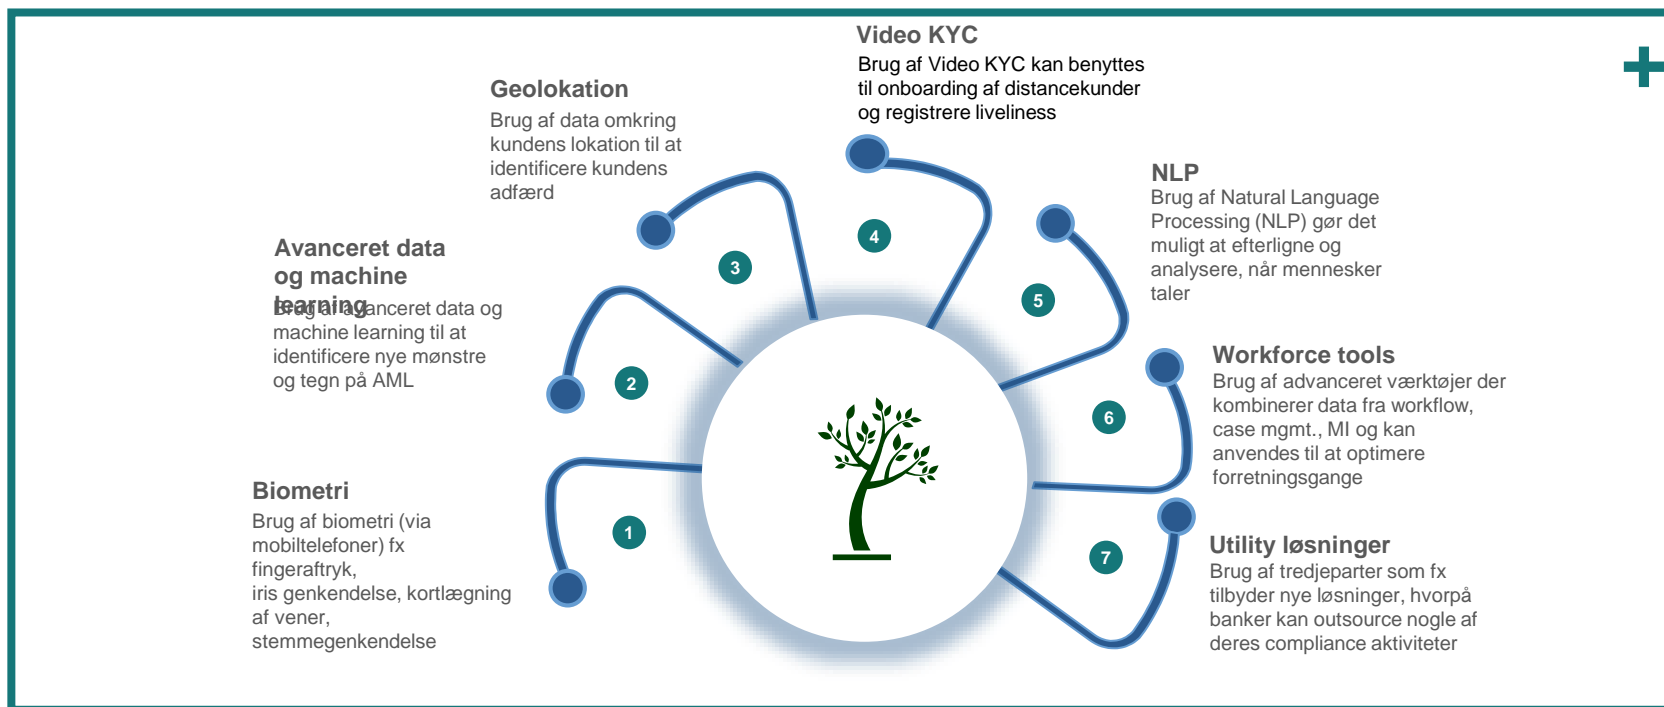 Biometri
Brug af biometri (via
mobiltelefoner) fx
fingeraftryk,
iris genkendelse, kortlægning
af vener,
stemmegenkendelse
1
Avanceret data
og machine
learning
Brug af avanceret data og
machine learning til at
identificere nye mønstre
og tegn på AML
2
Geolokation
Brug af data omkring
kundens lokation til at
identificere kundens
adfærd
3
Video KYC
Brug af Video KYC kan benyttes
til onboarding af distancekunder
og registrere liveliness
4
NLP
Brug af Natural Language
Processing (NLP) gør det
muligt at efterligne og
analysere, når mennesker
taler
5
Workforce tools
Brug af advanceret værktøjer der
kombinerer data fra workflow,
case mgmt., MI og kan
anvendes til at optimere
forretningsgange
6
Utility løsninger
Brug af tredjeparter som fx
tilbyder nye løsninger, hvorpå
banker kan outsource nogle af
deres compliance aktiviteter
7